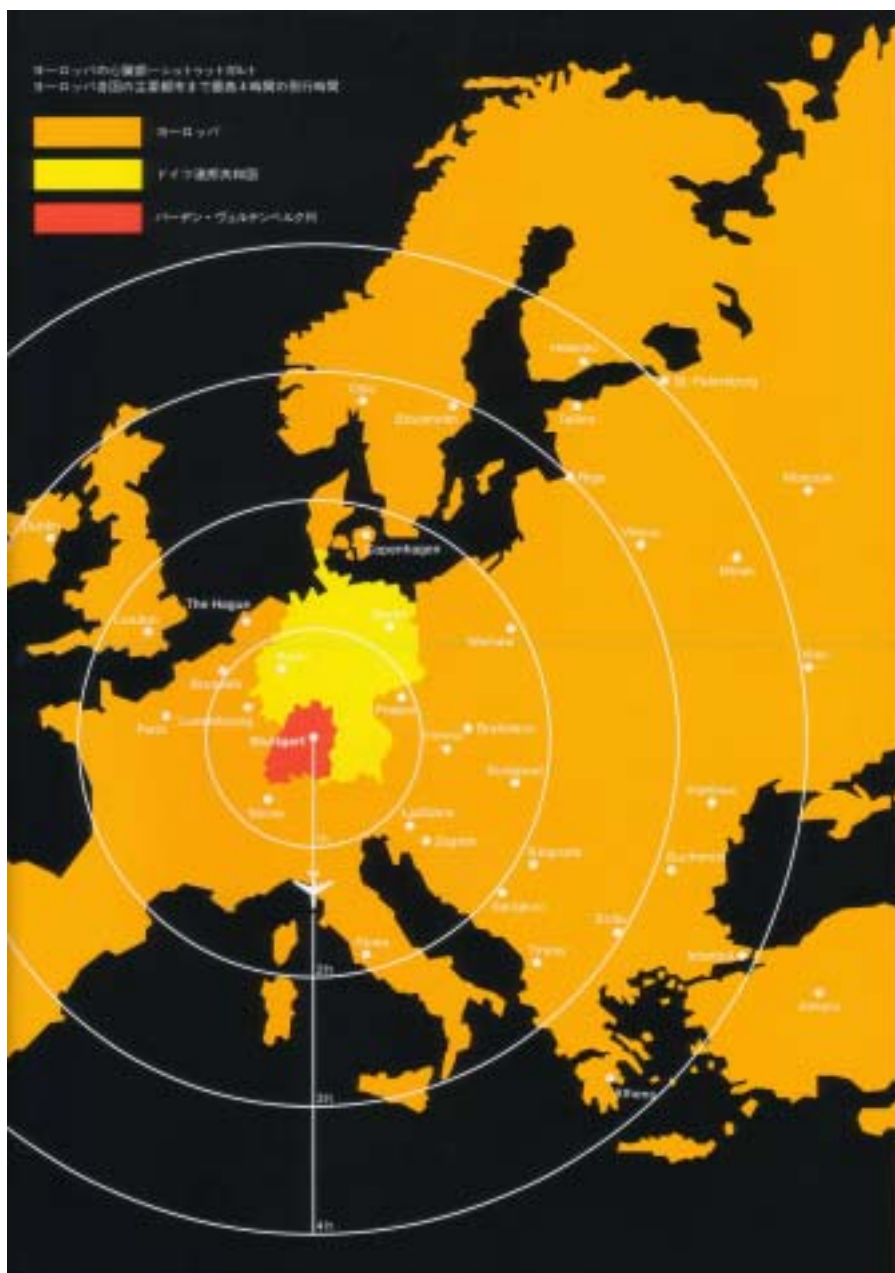 ヨーロッパの心臓部ーシュトゥットガルト
ヨーロッパ各国の主要都市まで最高4時間の飛行時間
ヨーロッパ
ドイツ連邦共和国
バーデン・ヴュルテンベルク州
Helsinki
St. Petersburg
Oslo
Stockholm
Tallinn
Riga
Moscow
Dublin
Vilnius
Minsk
Copenhagen
The Hague
London
Berlin
Warsaw
Bonn
Kiev
Brussels
Luxembourg
Prague
Paris
Stuttgart
Vienna
Bratislava
Budapest
Berne
Ljubljana
Zagreb
1h
Belgrade
Bucharest
Sarajevo
Sofia
Rome
Tirana
Istanbul
2h
Ankara
Athens
3h
4h